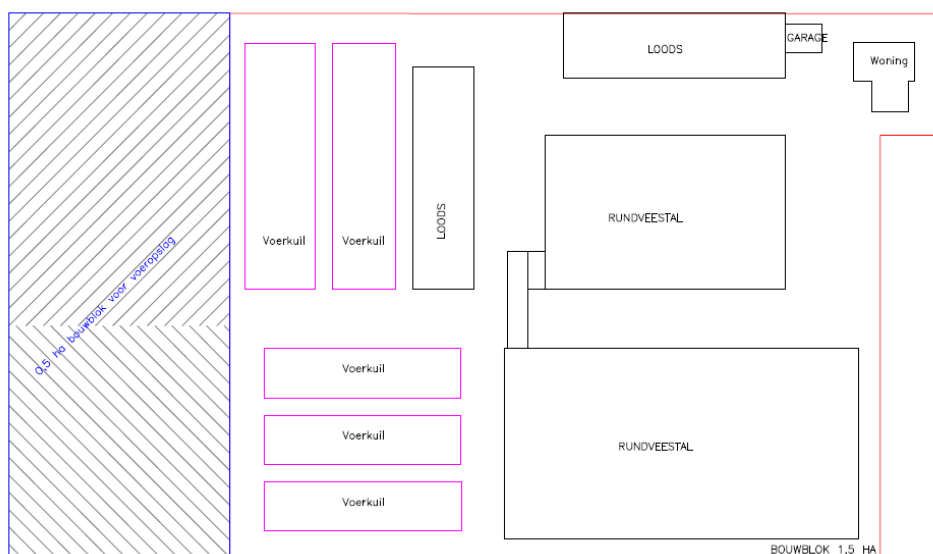 GARAGE
LOODS
Woning
LOODS
RUNDVEESTAL
Voerkuil
Voerkuil
0,5 ha bouwblok voor voeropslag
Voerkuil
Voerkuil
RUNDVEESTAL
Voerkuil
BOUWBLOK 1,5 HA